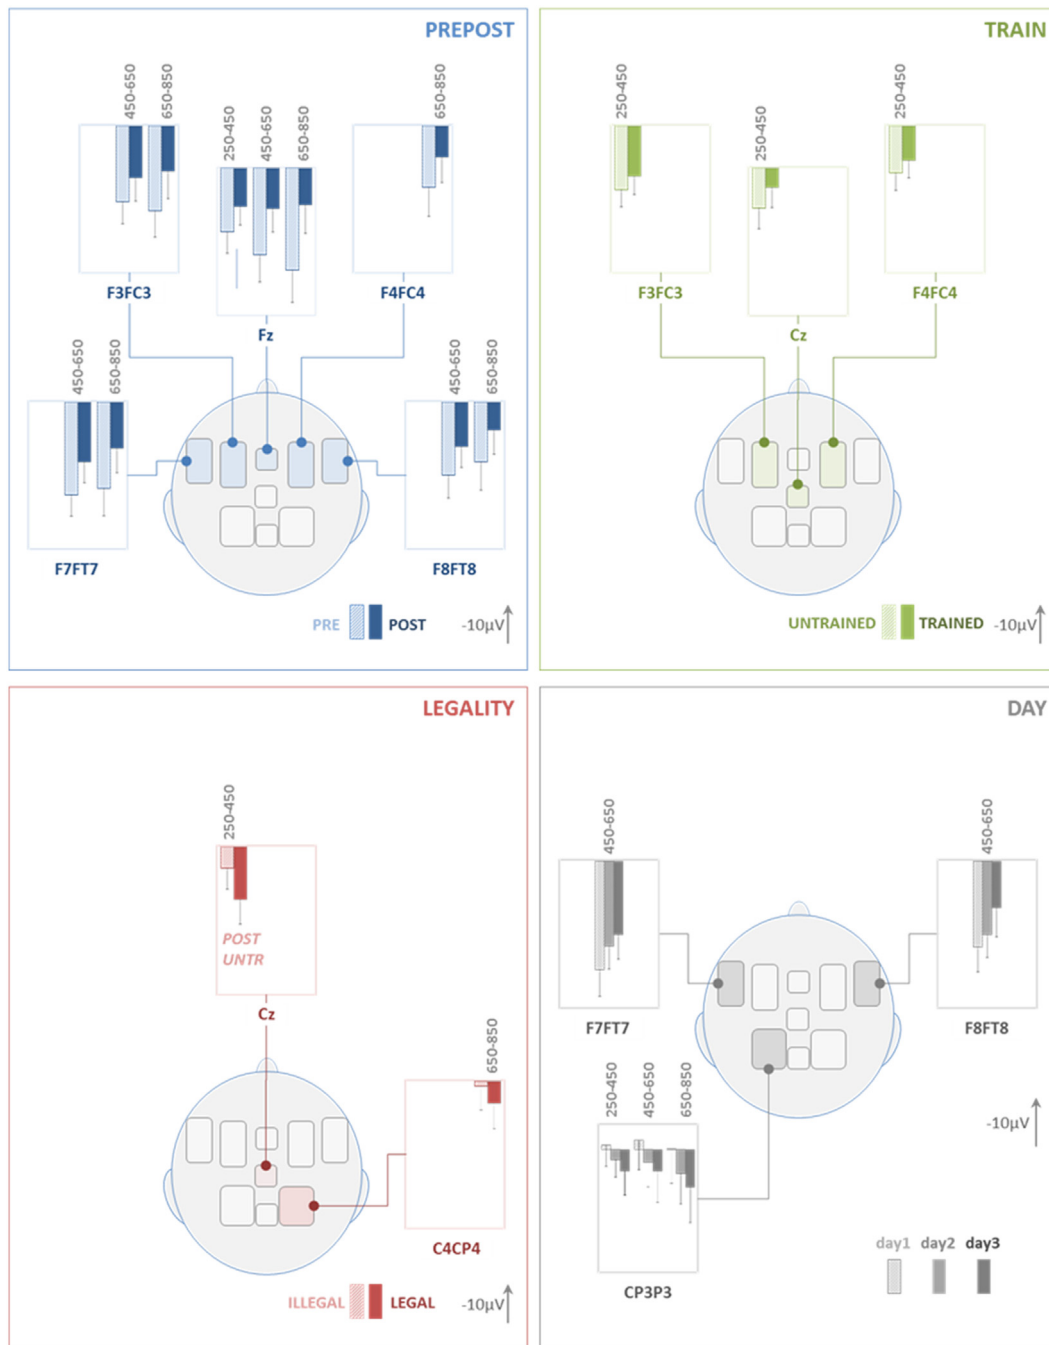 PREPOST
450-650
650-850
250-450
450-650
650-850
650-850
F3FC3
F4FC4
Fz
450-650
650-850
450-650
650-850
F7FT7
F8FT8
PRE POST -10µV
TRAIN
250-450
250-450
250-450
F3FC3
F4FC4
Cz
UNTRAINED TRAINED -10µV
LEGALITY
250-450
POST
UNTR
Cz
650-850
C4CP4
ILLEGAL LEGAL -10µV
DAY
450-650
450-650
F7FT7
F8FT8
250-450
450-650
650-850
-10µV
CP3P3
day1 day2 day3